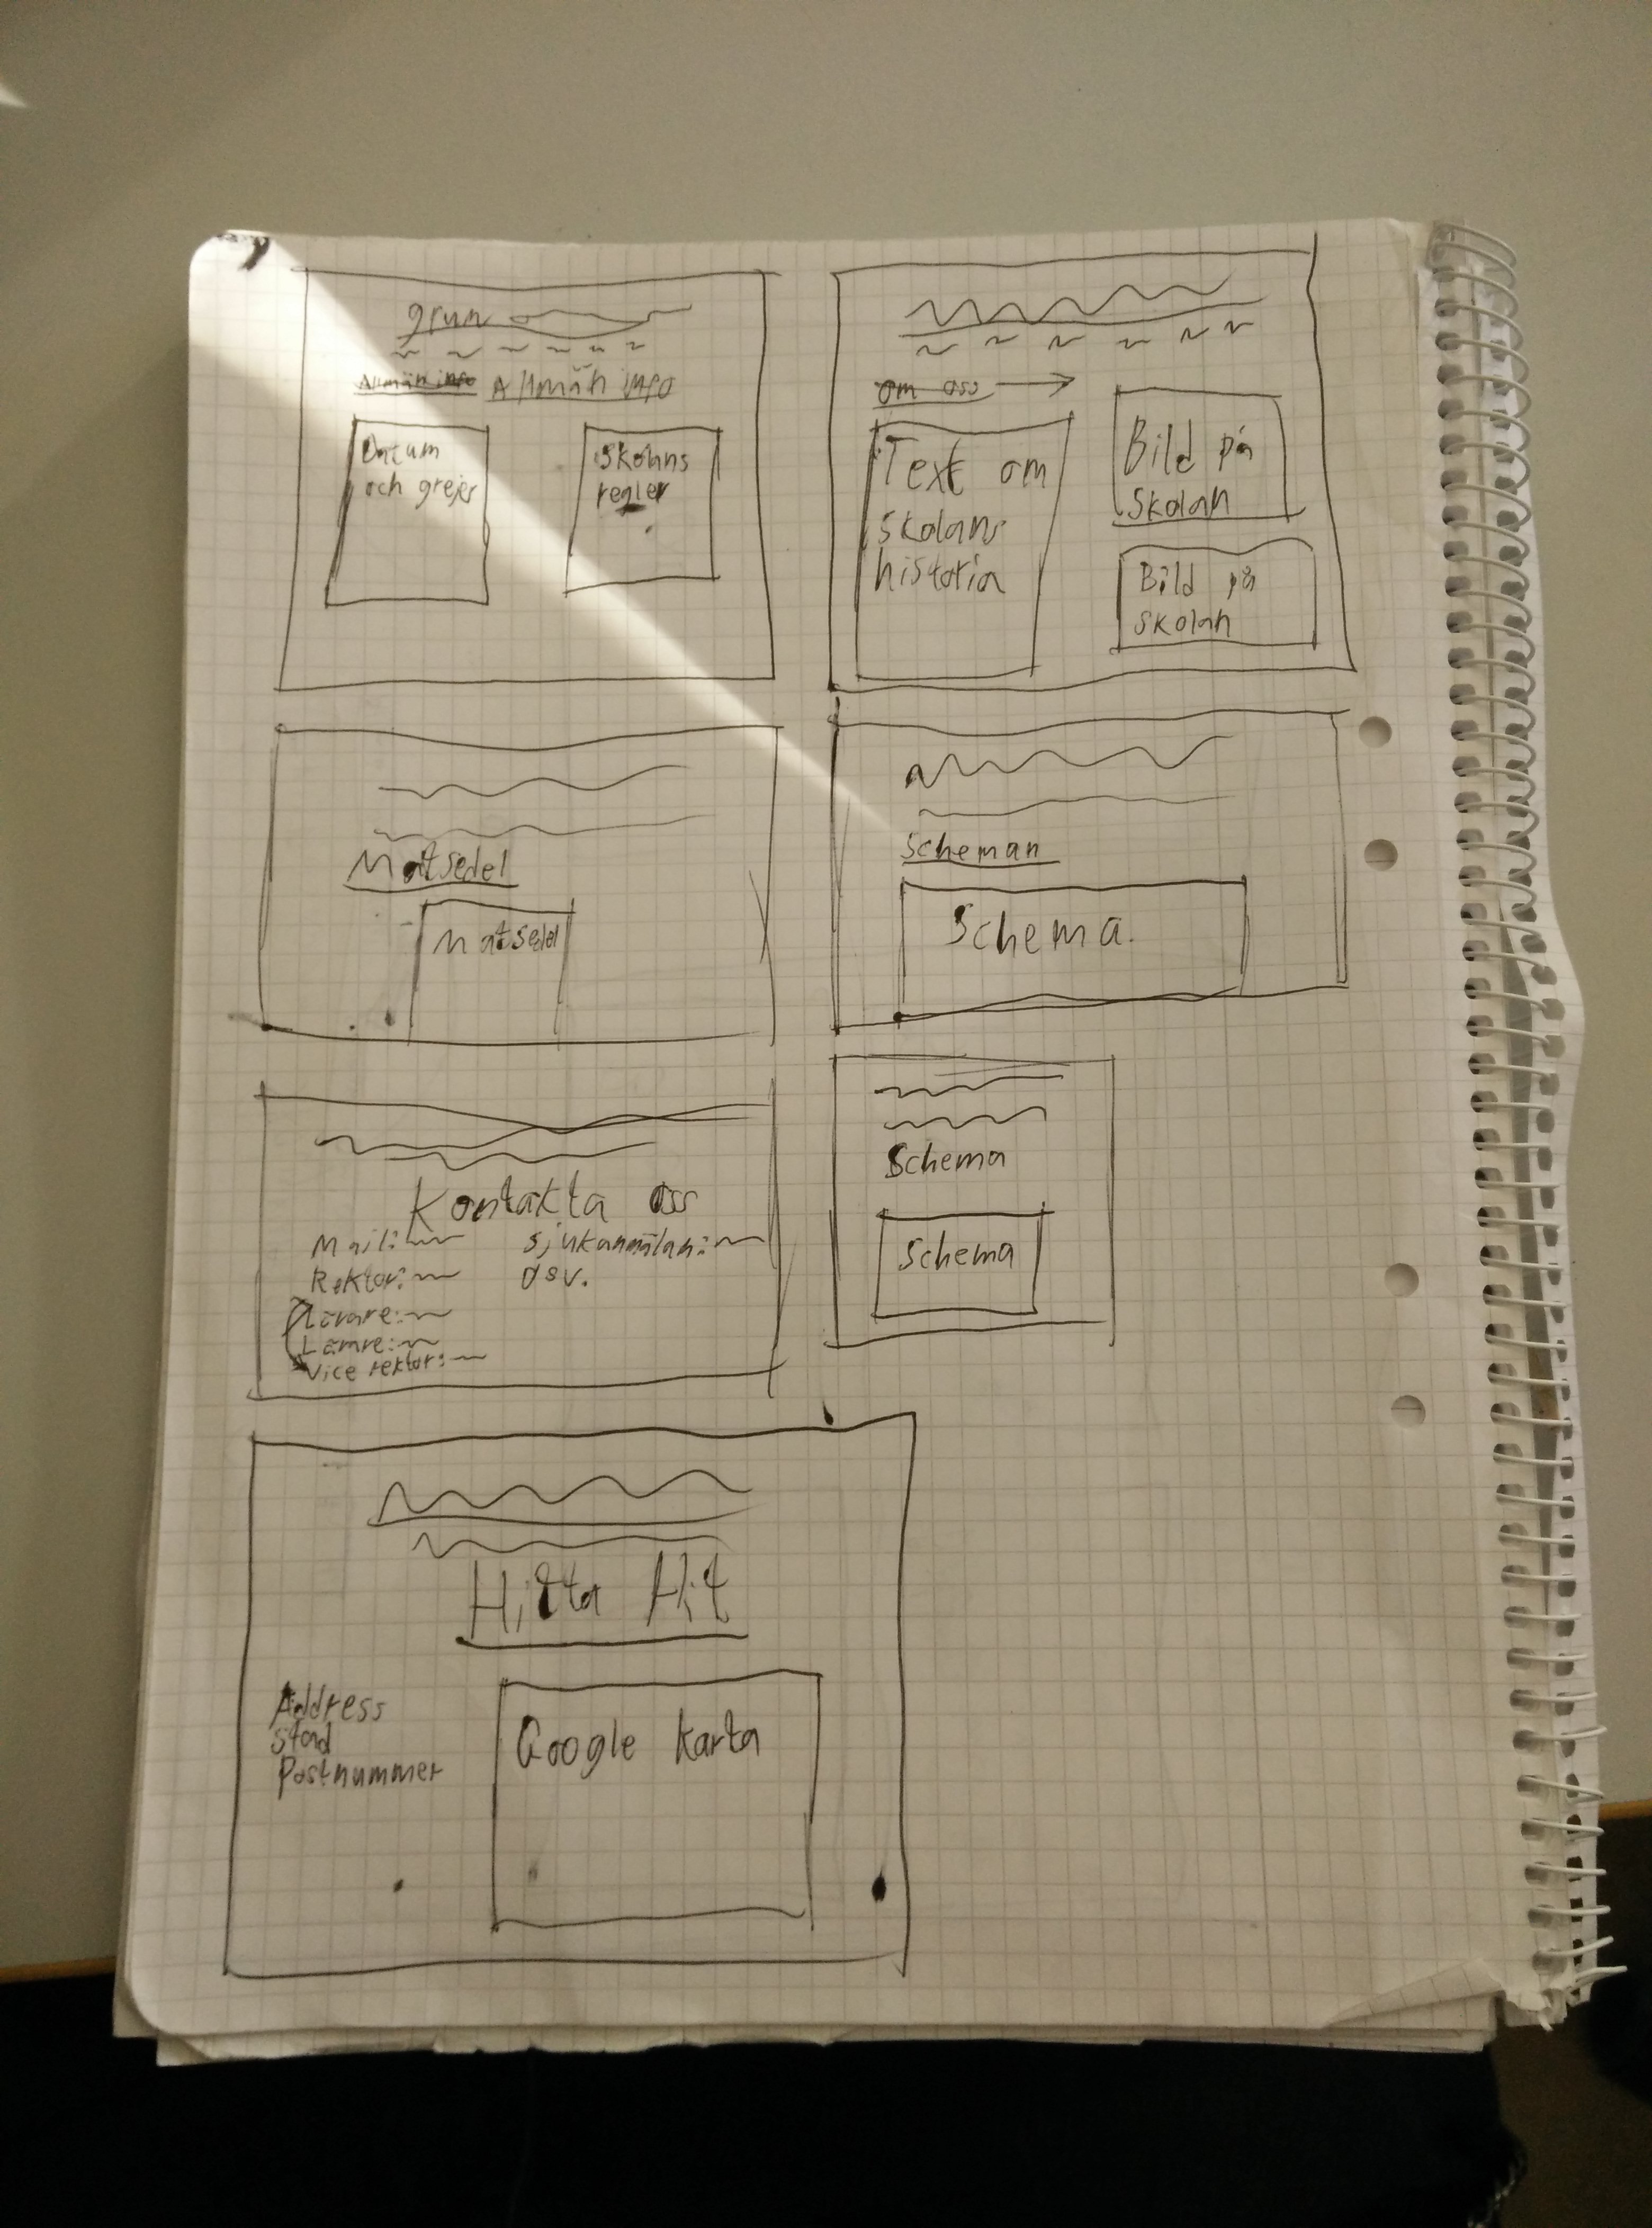 grun
Allmän info Allmän info
Datum
och grejer
Skolans
regler
om oss
Text om
skolans
historia
Bild på
skolan
Bild på
skolan
Matsedel
Matsedel
Scheman
Schema.
Kontakta oss
Mail:
Rektor:
Lärare:
Lärare:
Vice rektor:
sjukanmälan:
osv.
Schema
Schema
Hitta Hit
Address
stad
Postnummer
Google karta